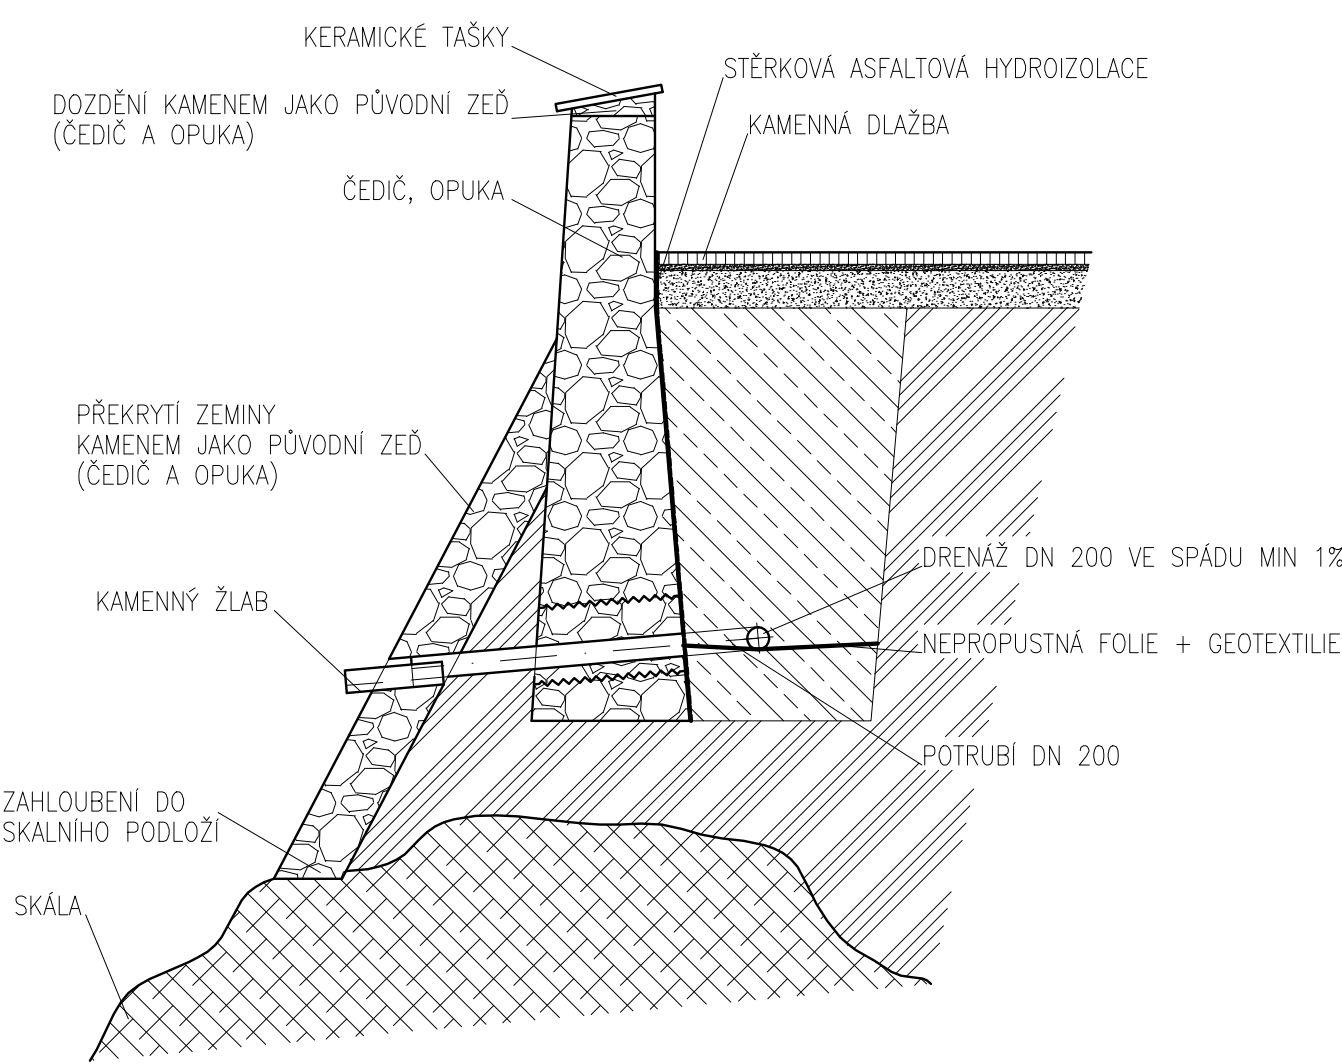 KERAMICKÉ TAŠKY
STĚRKOVÁ ASFALTOVÁ HYDROIZOLACE
DOZDĚNÍ KAMENEM JAKO PŮVODNÍ ZEĎ
(ČEDIČ A OPUKA)
KAMENNÁ DLAŽBA
ČEDIČ, OPUKA
PŘEKRYTÍ ZEMINY
KAMENEM JAKO PŮVODNÍ ZEĎ
(ČEDIČ A OPUKA)
DRENÁŽ DN 200 VE SPÁDU MIN 1%
KAMENNÝ ŽLAB
NEPROPUSTNÁ FOLIE + GEOTEXTILIE
POTRUBÍ DN 200
ZAHLOUBENÍ DO
SKALNÍHO PODLOŽÍ
SKÁLA